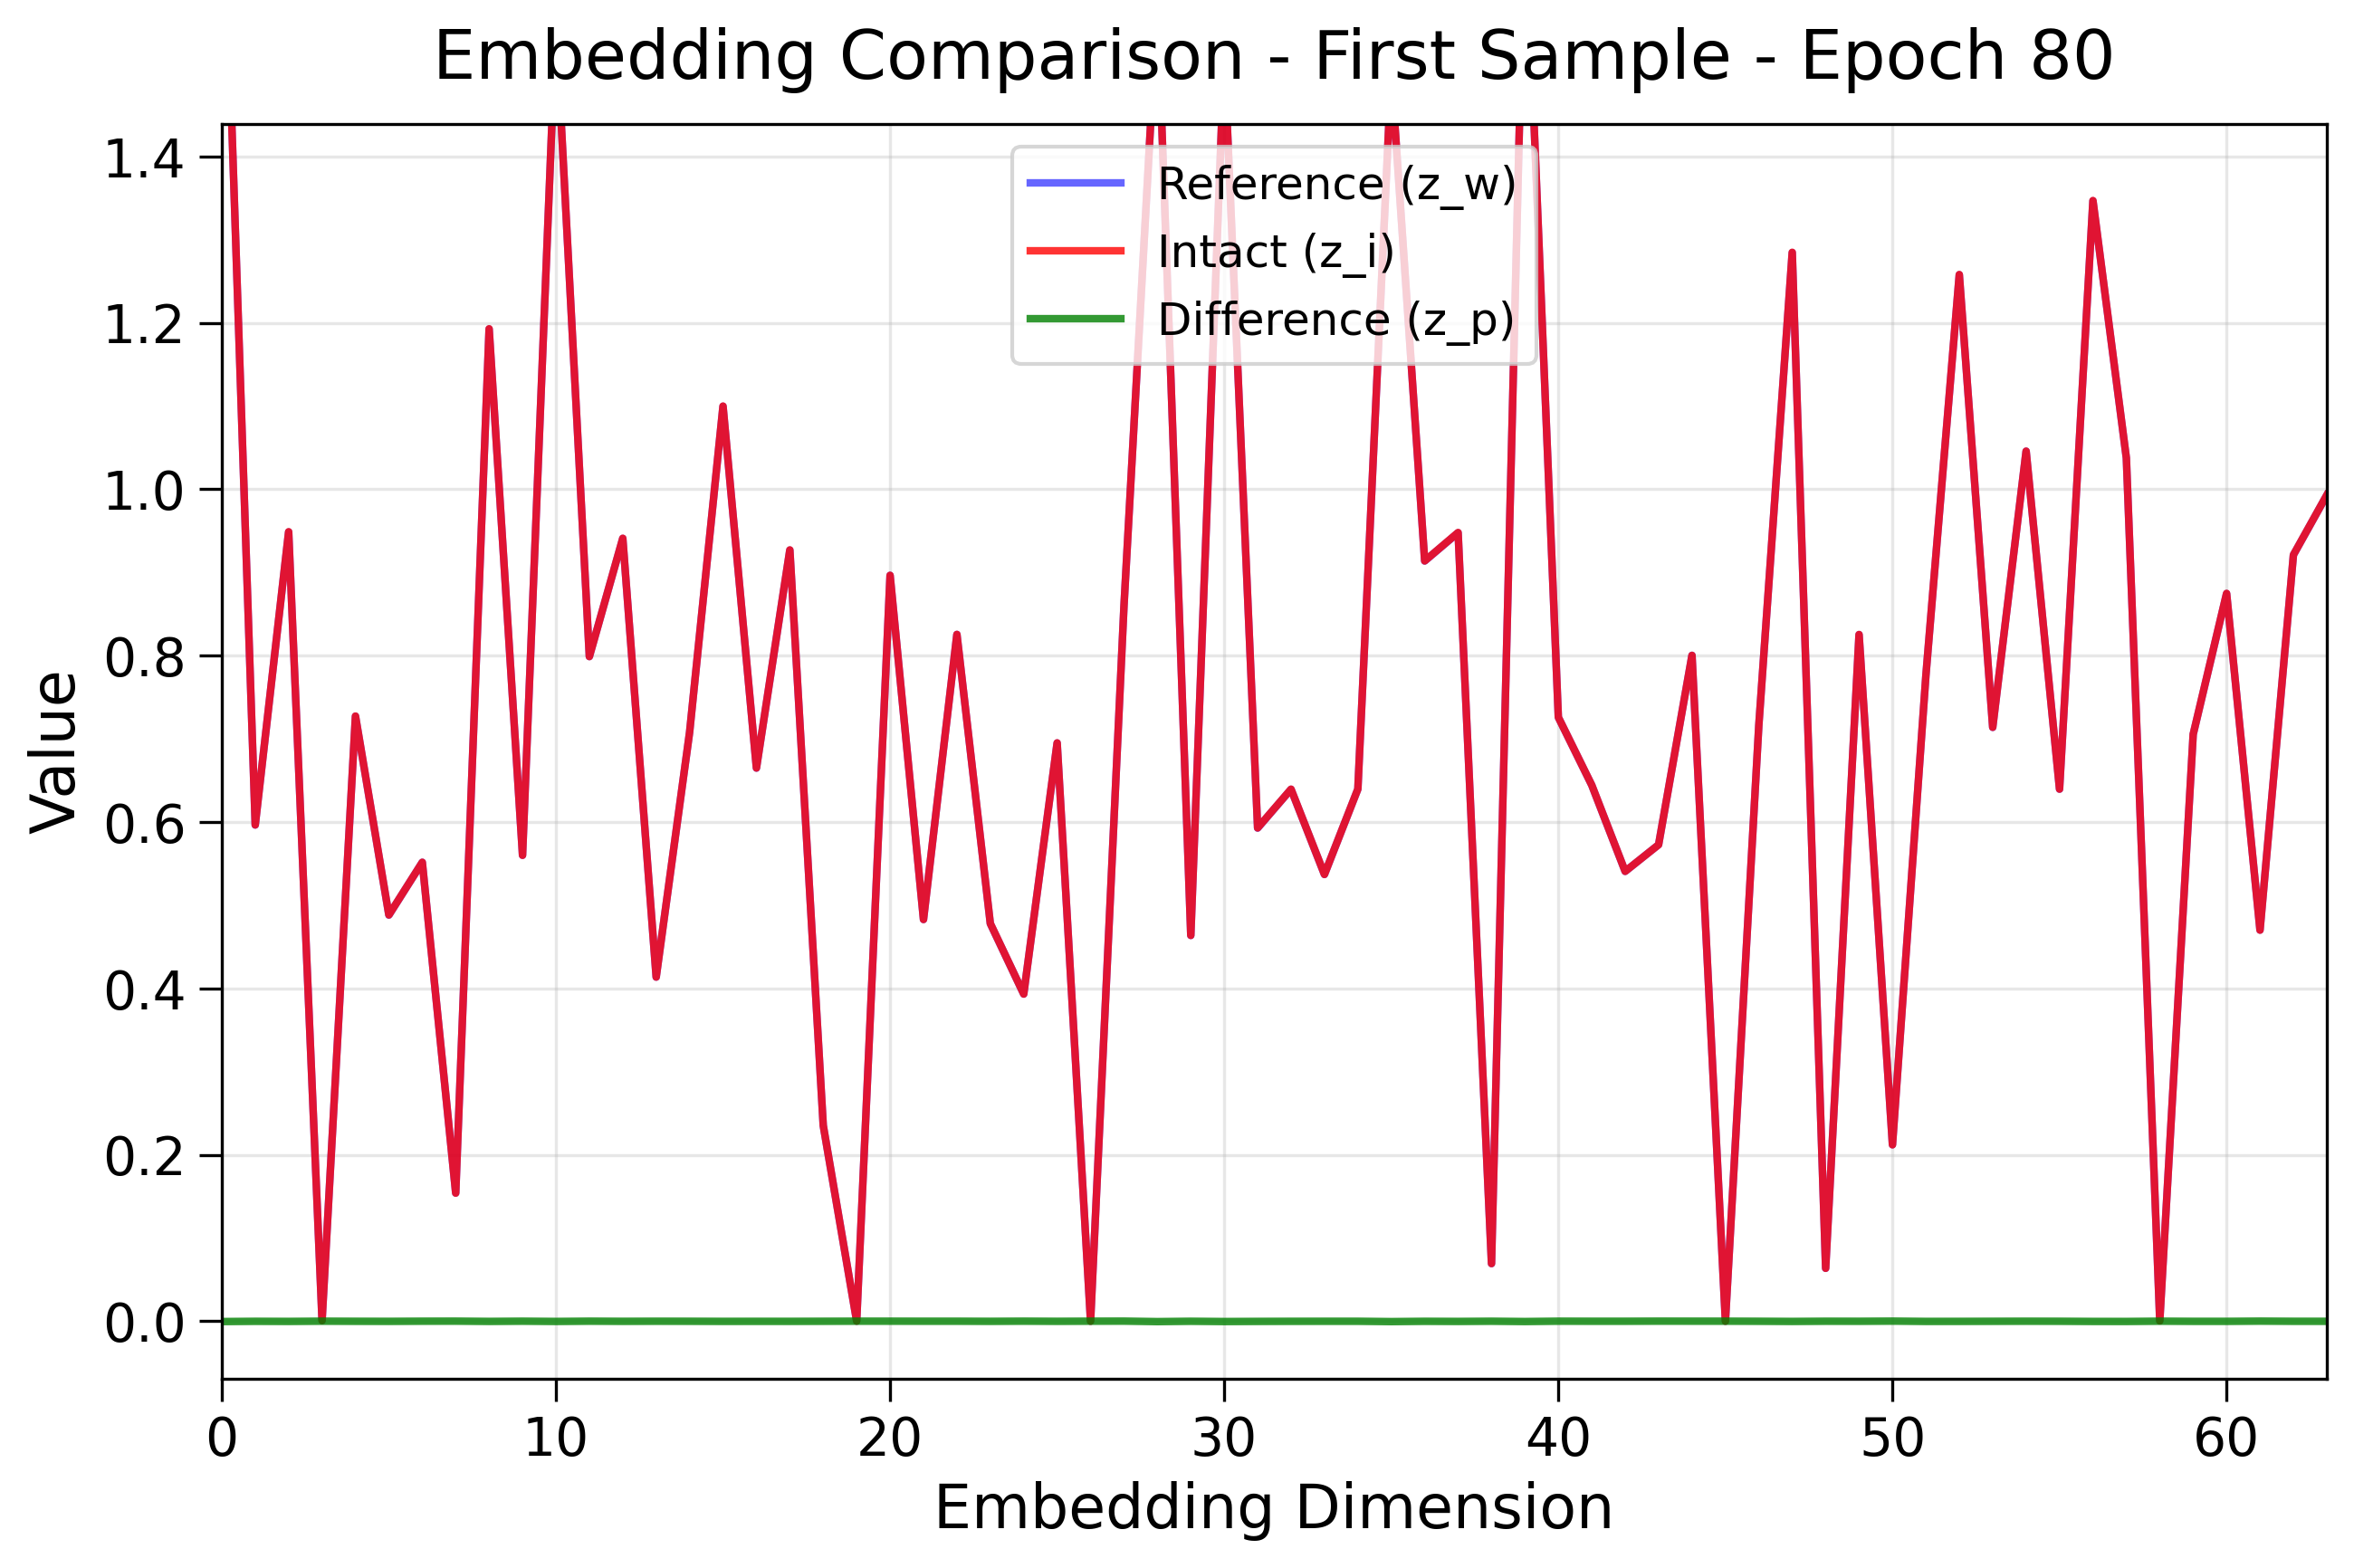 Embedding Comparison - First Sample - Epoch 80
Reference (z_w)
Intact (z_i)
Difference (z_p)
Value
1.4
1.2
1.0
0.8
0.6
0.4
0.2
0.0
0 10 20 30 40 50 60
Embedding Dimension